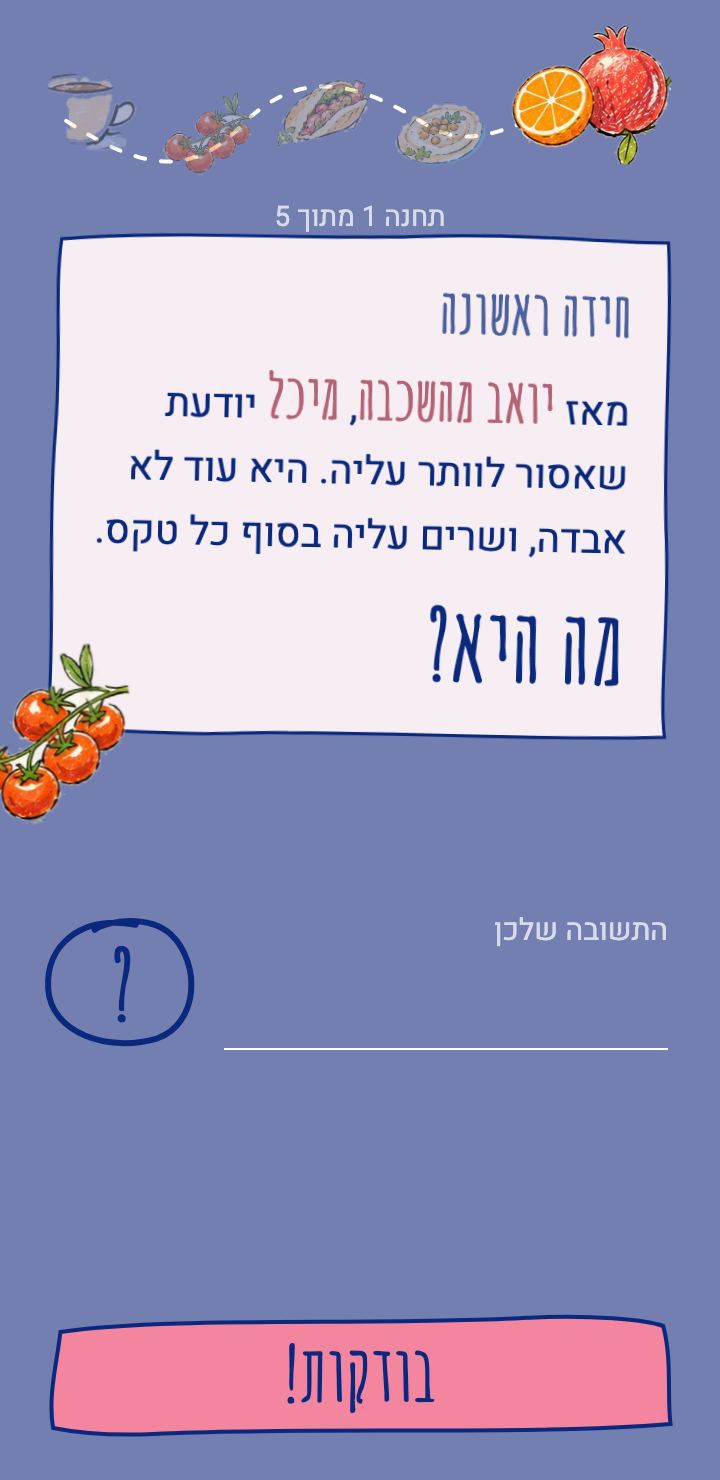 תחנה 1 מתוך 5
חידה ראשונה
מאז יואב מהשכבה, מיכל יודעת
שאסור לוותר עליה. היא עוד לא
אבדה, ושרים עליה בסוף כל טקס.
מה היא?
התשובה שלכן
?
בודקות!